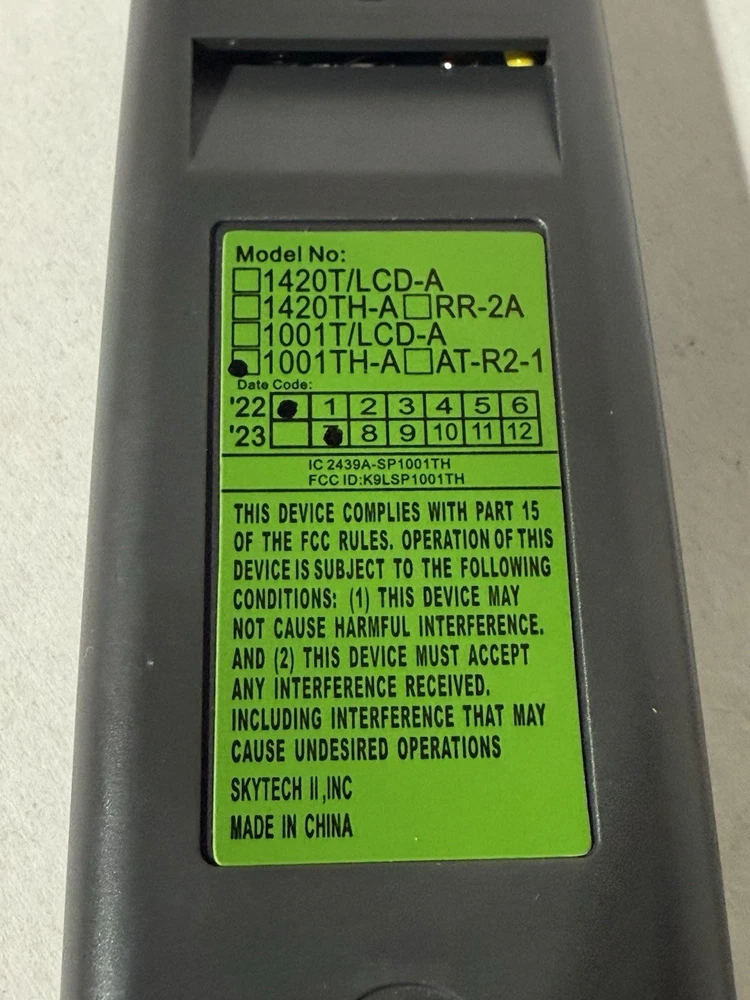 Model No:
□1420T/LCD-A
□1420TH-A□RR-2A
□1001T/LCD-A
□1001TH-A□AT-R2-1
Date Code:
'22 1 2 3 4 5 6
'23 7 8 9 10 11 12
IC 2439A-SP1001TH
FCC ID:K9LSP1001TH
THIS DEVICE COMPLIES WITH PART 15
OF THE FCC RULES. OPERATION OF THIS
DEVICE IS SUBJECT TO THE FOLLOWING
CONDITIONS: (1) THIS DEVICE MAY
NOT CAUSE HARMFUL INTERFERENCE.
AND (2) THIS DEVICE MUST ACCEPT
ANY INTERFERENCE RECEIVED.
INCLUDING INTERFERENCE THAT MAY
CAUSE UNDESIRED OPERATIONS
SKYTECH II,INC
MADE IN CHINA